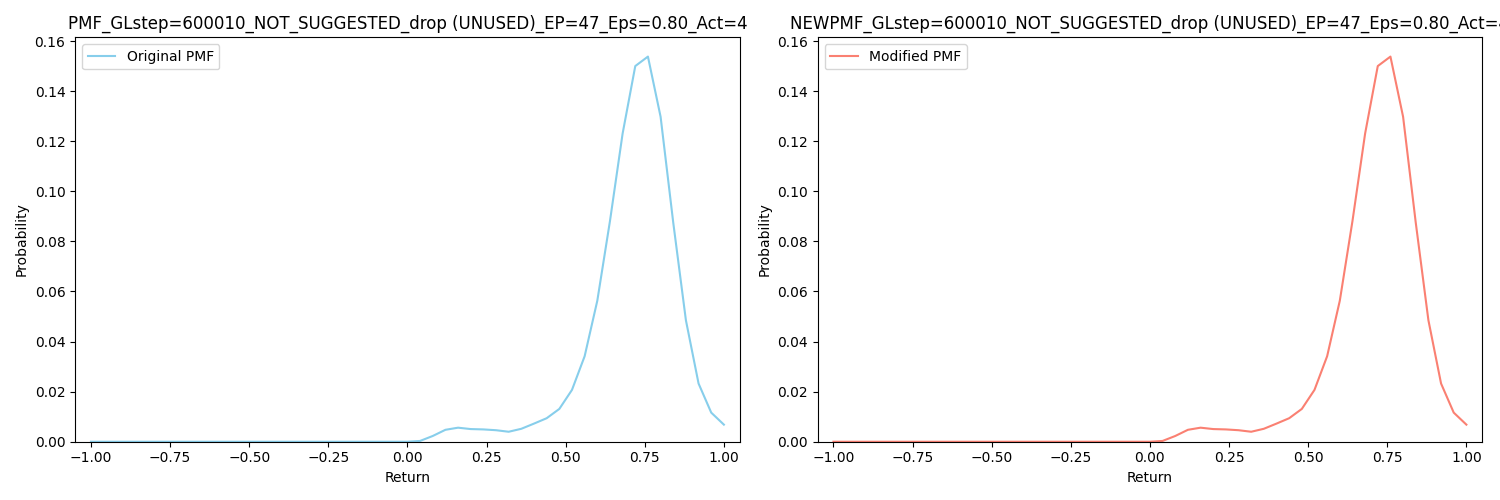 PMF_GLstep=600010_NOT_SUGGESTED_drop (UNUSED)_EP=47_Eps=0.80_Act=4
Original PMF
Probability
0.16
0.14
0.12
0.10
0.08
0.06
0.04
0.02
0.00
−1.00 −0.75 −0.50 −0.25 0.00 0.25 0.50 0.75 1.00
Return
NEWPMF_GLstep=600010_NOT_SUGGESTED_drop (UNUSED)_EP=47_Eps=0.80_Act=
Modified PMF
Probability
0.16
0.14
0.12
0.10
0.08
0.06
0.04
0.02
0.00
−1.00 −0.75 −0.50 −0.25 0.00 0.25 0.50 0.75 1.00
Return